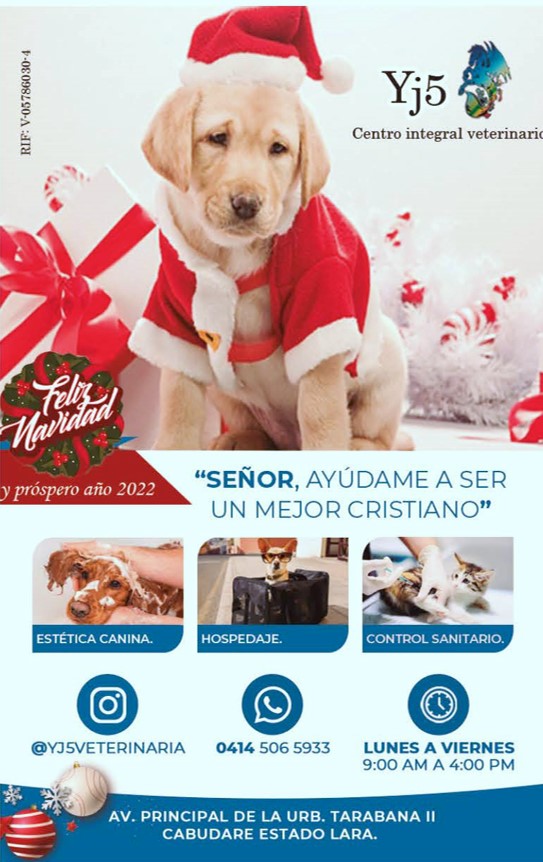 RIF: V-05786030-4
Yj5
Centro integral veterinario
Feliz
Navidad
y próspero año 2022
“SEÑOR, AYÚDAME A SER
UN MEJOR CRISTIANO”
ESTÉTICA CANINA.
HOSPEDAJE.
CONTROL SANITARIO.
@YJ5VETERINARIA
0414 506 5933
LUNES A VIERNES
9:00 AM A 4:00 PM
AV. PRINCIPAL DE LA URB. TARABANA II
CABUDARE ESTADO LARA.